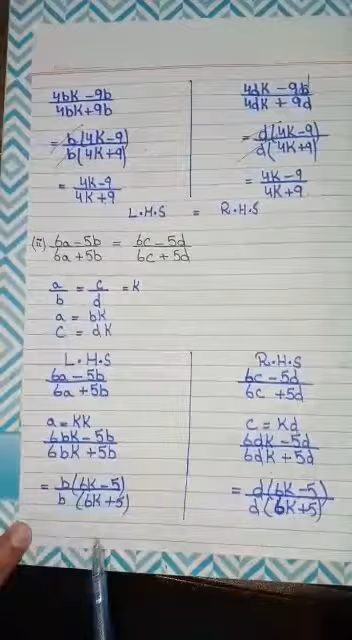 4bK-9b / 4bK+9b    4dK-9b / 4dK+9d
= b(4K-9) / b(4K+9)    = d(4K-9) / d(4K+9)
= 4K-9 / 4K+9    = 4K-9 / 4K+9
L.H.S = R.H.S
(ii) 6a-5b / 6a+5b = 6c-5d / 6c+5d
a/b = c/d = K
a = bK
c = dK
L.H.S    R.H.S
6a-5b / 6a+5b    6c-5d / 6c+5d
a = KK    c = Kd
6bK-5b / 6bK+5b    6dK-5d / 6dK+5d
= b(6K-5) / b(6K+5)    = d(6K-5) / d(6K+5)